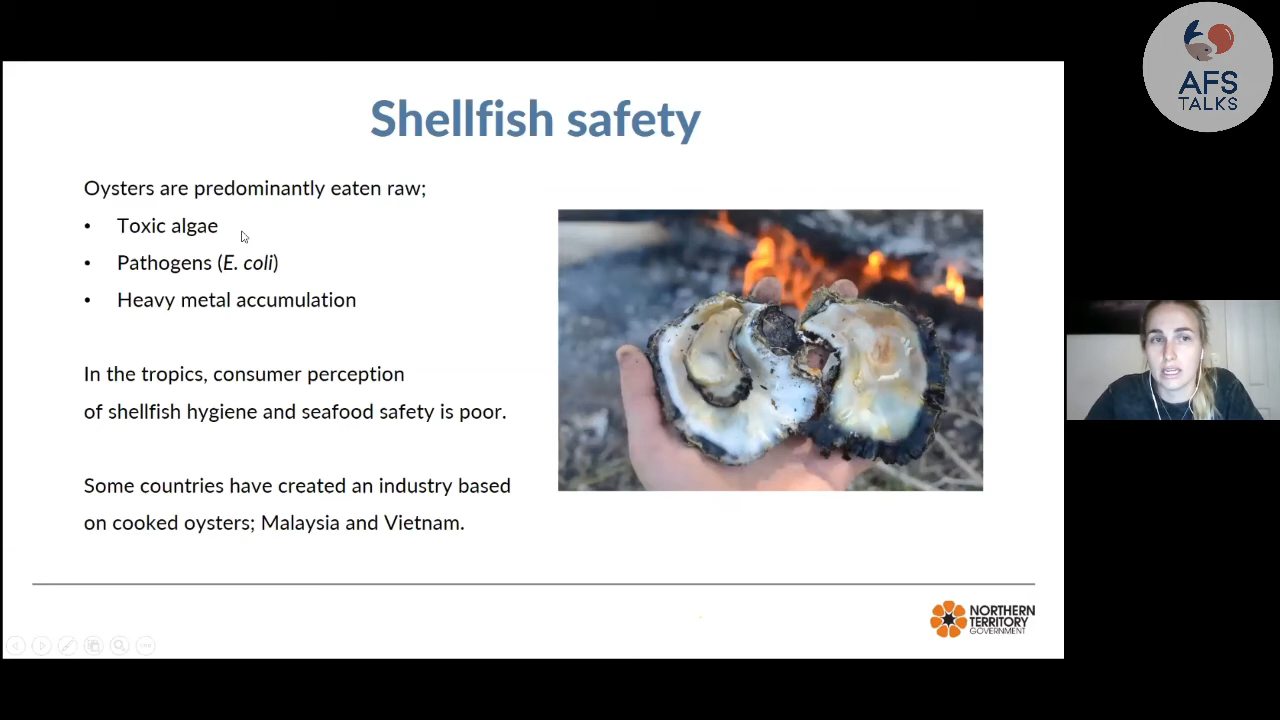 AFS
TALKS
Shellfish safety
Oysters are predominantly eaten raw;
• Toxic algae
• Pathogens (E. coli)
• Heavy metal accumulation
In the tropics, consumer perception
of shellfish hygiene and seafood safety is poor.
Some countries have created an industry based
on cooked oysters; Malaysia and Vietnam.
NORTHERN
TERRITORY
GOVERNMENT